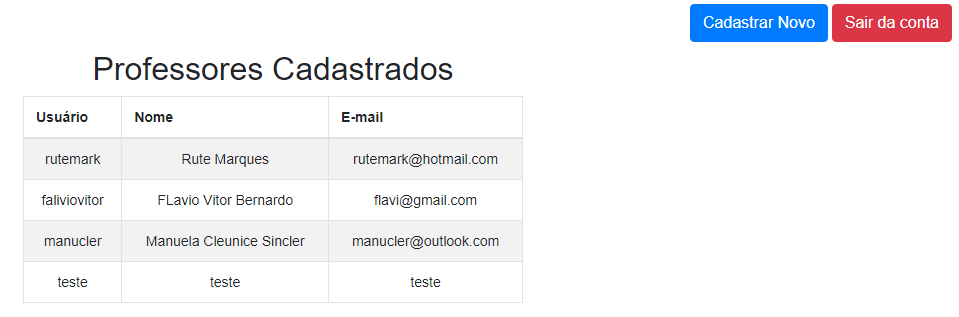 Cadastrar Novo Sair da conta
Professores Cadastrados
Usuário Nome E-mail
rutemark Rute Marques rutemark@hotmail.com
faliviovitor FLavio Vitor Bernardo flavi@gmail.com
manucler Manuela Cleunice Sincler manucler@outlook.com
teste teste teste